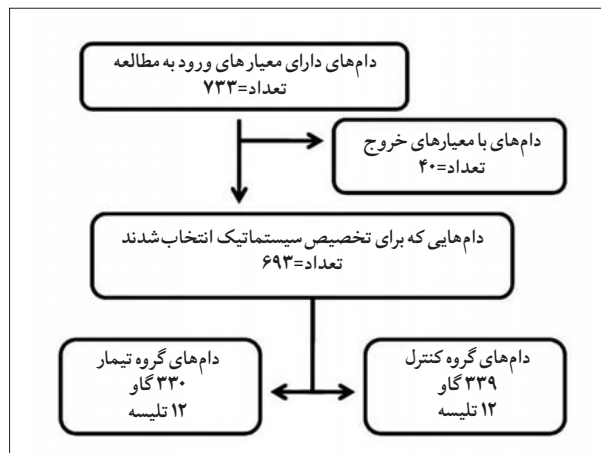 دام‌های دارای معیارهای ورود به مطالعه
تعداد=۷۳۳
دام‌های با معیارهای خروج
تعداد=۴۰
دام‌هایی که برای تخصیص سیستماتیک انتخاب شدند
تعداد=۶۹۳
دام‌های گروه کنترل
۳۳۹ گاو
۱۲ تلیسه
دام‌های گروه تیمار
۳۳۰ گاو
۱۲ تلیسه